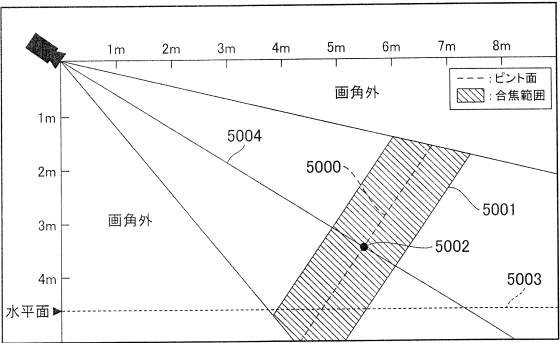 1m 2m 3m 4m 5m 6m 7m 8m
---:ピント面
:合焦範囲
画角外
1m
5004
5000
2m
5001
画角外
3m
5002
4m
5003
水平面